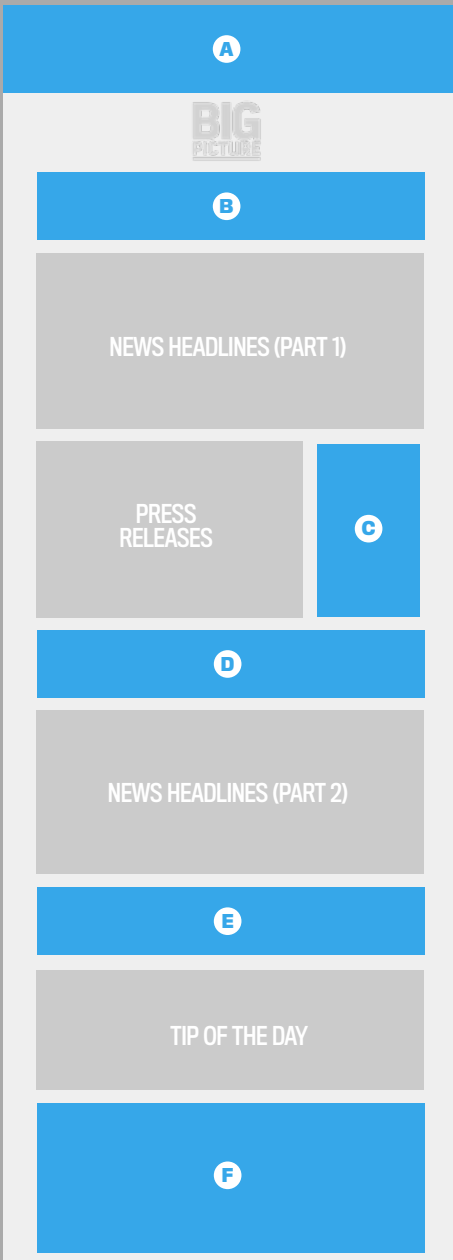 A
BIG
PICTURE
B
NEWS HEADLINES (PART 1)
PRESS
RELEASES
C
D
NEWS HEADLINES (PART 2)
E
TIP OF THE DAY
F